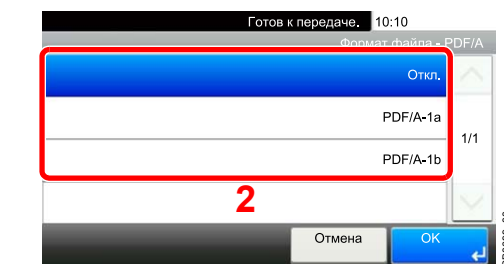 Готов к передаче. 10:10
Формат файла - PDF/A
Откл.
PDF/A-1a
1/1
PDF/A-1b
2
Отмена
OK